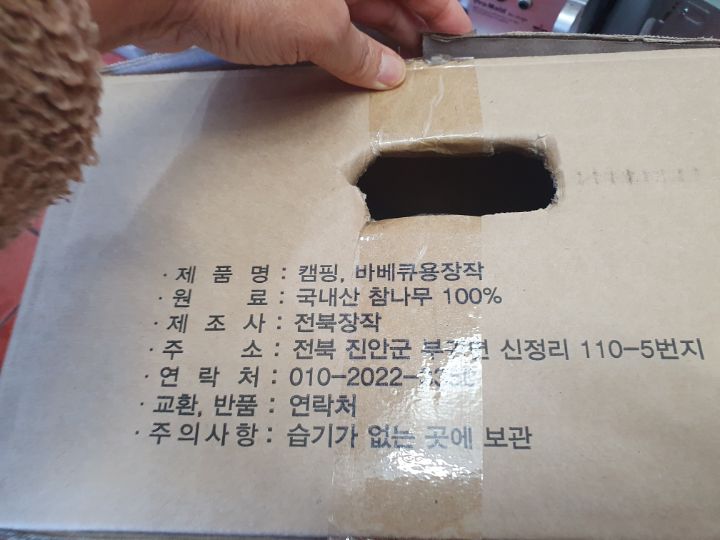 · 제 품 명 : 캠핑, 바베큐용장작
· 원 료 : 국내산 참나무 100%
· 제 조 사 : 전북장작
· 주 소 : 전북 진안군 신정리 110-5번지
· 연 락 처 : 010-2022-
· 교환, 반품 : 연락처
· 주의사항 : 습기가 없는 곳에 보관